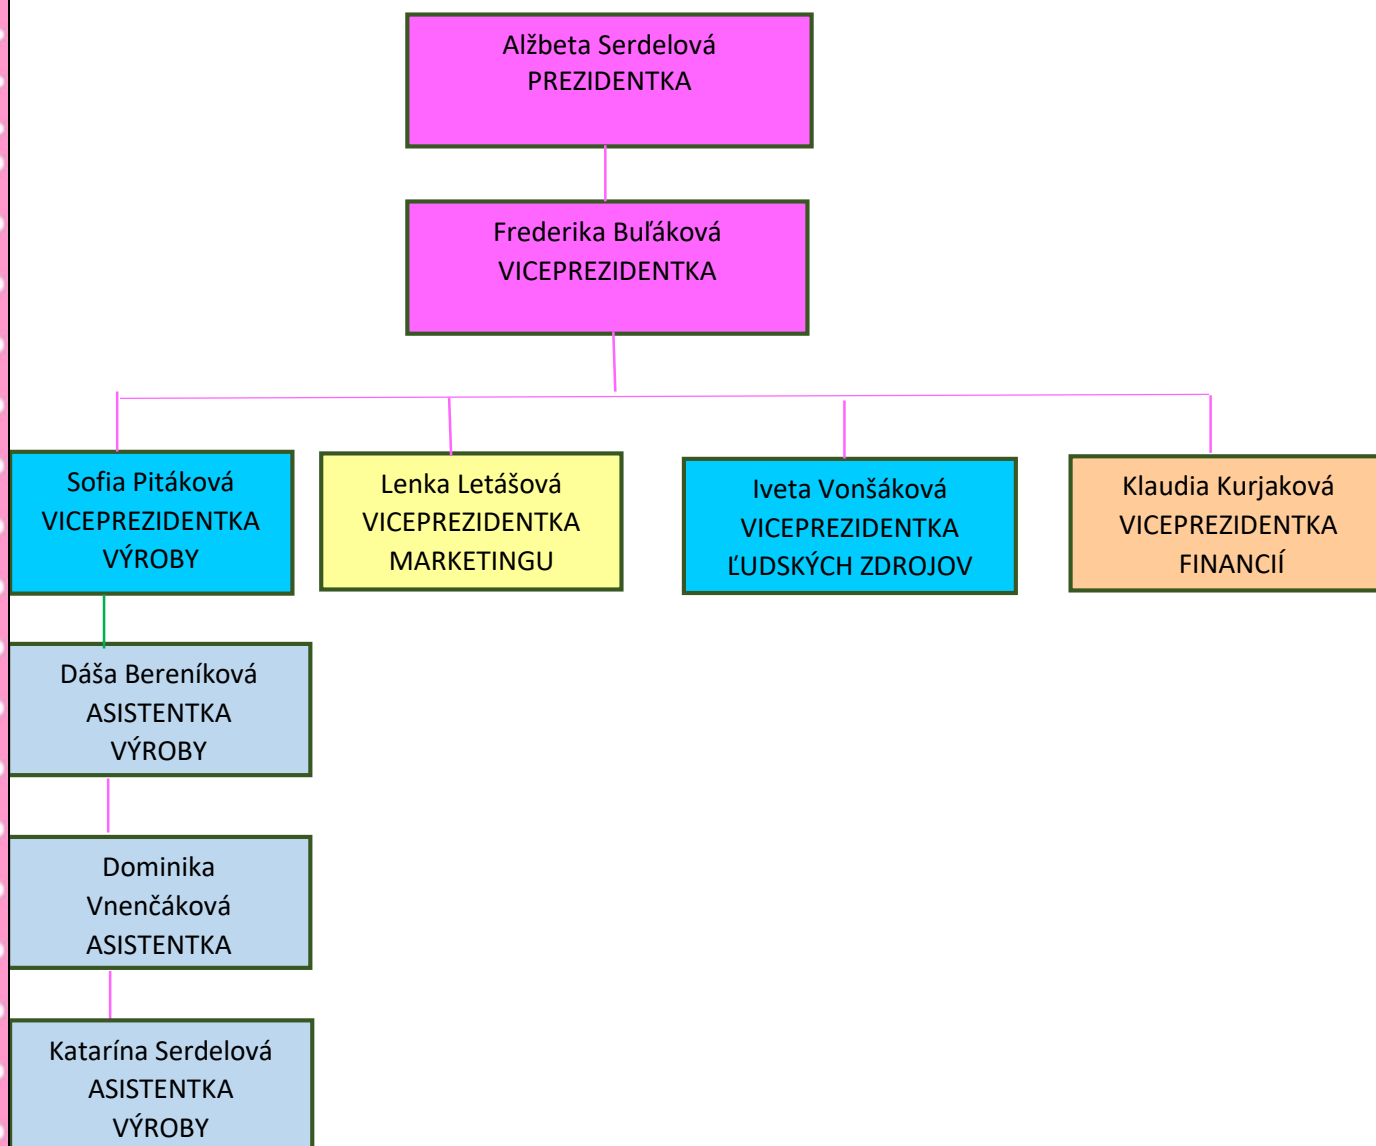 Alžbeta Serdelová
PREZIDENTKA
Frederika Buľáková
VICEPREZIDENTKA
Sofia Pitáková
VICEPREZIDENTKA
VÝROBY
Lenka Letášová
VICEPREZIDENTKA
MARKETINGU
Iveta Vonšáková
VICEPREZIDENTKA
ĽUDSKÝCH ZDROJOV
Klaudia Kurjaková
VICEPREZIDENTKA
FINANCIÍ
Dáša Bereníková
ASISTENTKA
VÝROBY
Dominika
Vnenčáková
ASISTENTKA
Katarína Serdelová
ASISTENTKA
VÝROBY